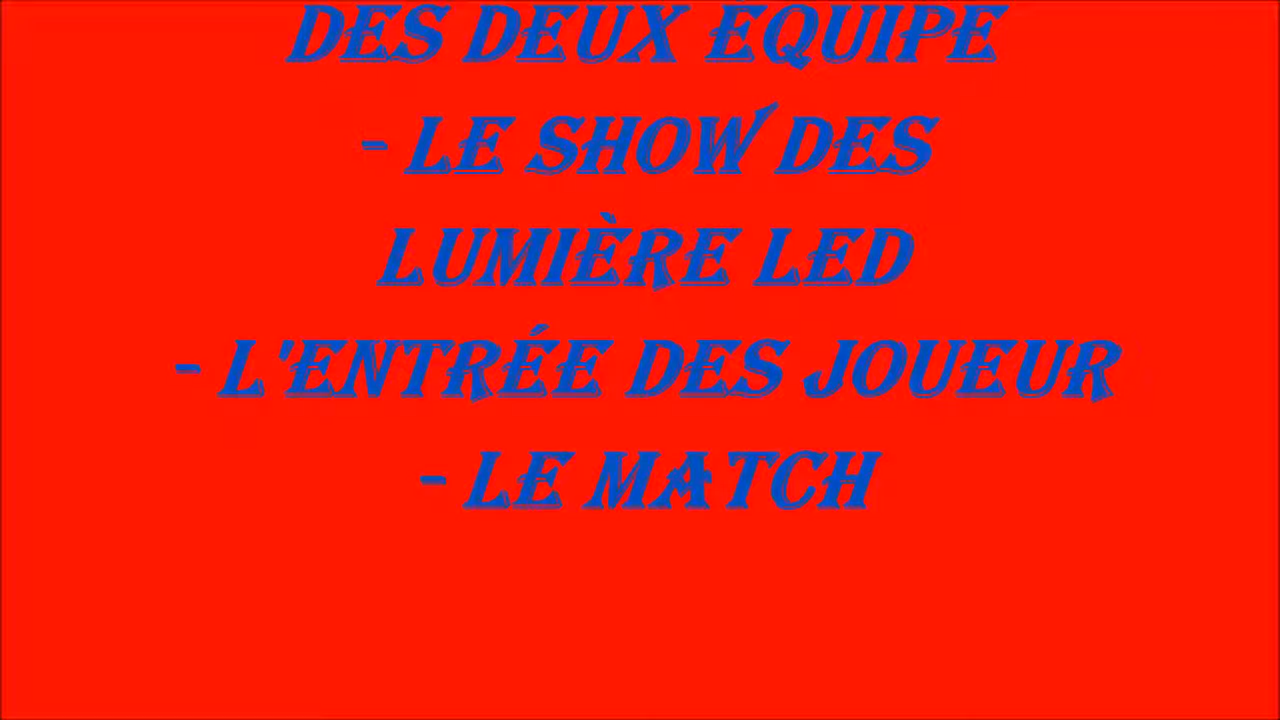 DES DEUX EQUIPE
- LE SHOW DES
LUMIÈRE LED
- L'ENTRÉE DES JOUEUR
- LE MATCH